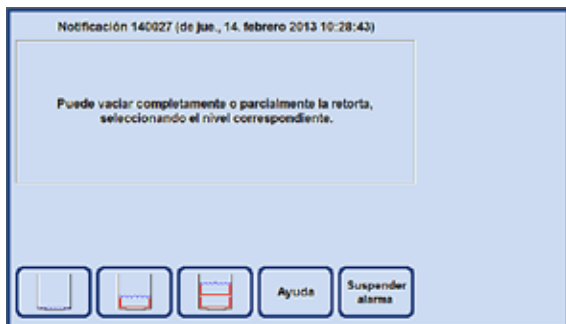 Notificación 140027 (de jue., 14. febrero 2013 10:28:43)
Puede vaciar completamente o parcialmente la retorta,
seleccionando el nivel correspondiente.
Ayuda
Suspender
alarma